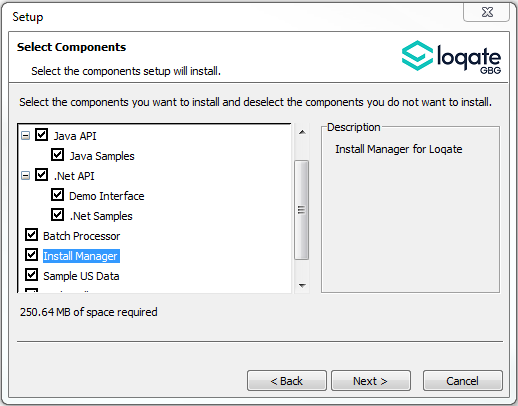 Setup
Select Components
Select the components setup will install.
loqate
GBG
Select the components you want to install and deselect the components you do not want to install.
Java API
Java Samples
.Net API
Demo Interface
.Net Samples
Batch Processor
Install Manager
Sample US Data
Description
Install Manager for Loqate
250.64 MB of space required
< Back
Next >
Cancel